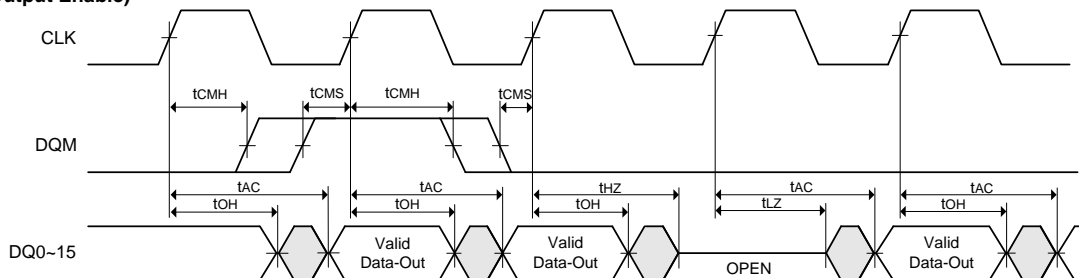 utput Enable)
CLK
tCMH tCMS tCMH tCMS
DQM
tAC tAC tHZ tAC tAC
tOH tOH tOH tLZ tOH
DQ0~15
Valid Data-Out
Valid Data-Out
OPEN
Valid Data-Out